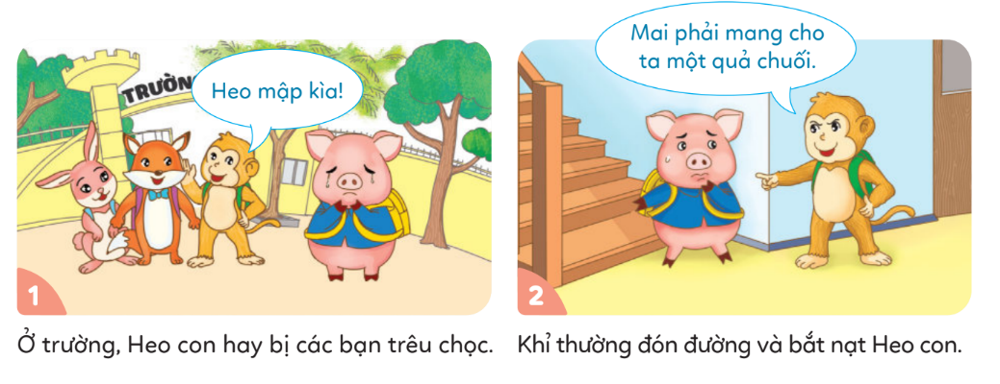 TRƯỜN
Heo mập kìa!
1
Ở trường, Heo con hay bị các bạn trêu chọc.
Mai phải mang cho
ta một quả chuối.
2
Khỉ thường đón đường và bắt nạt Heo con.